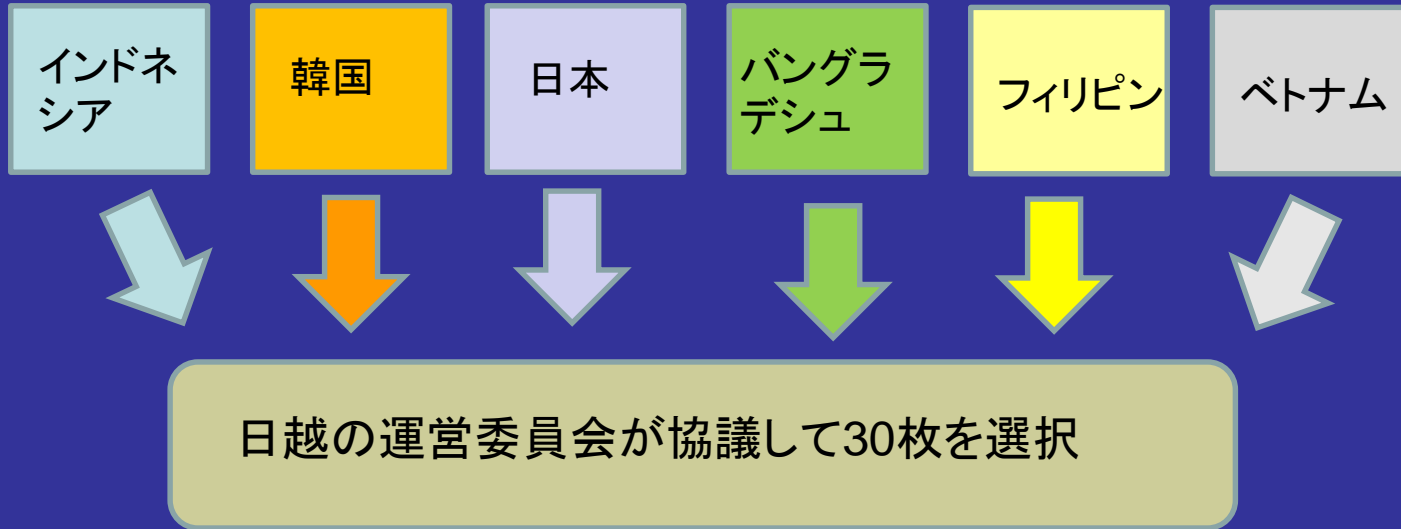 インドネ
シア
韓国
日本
バングラ
デシュ
フィリピン
ベトナム
日越の運営委員会が協議して30枚を選択